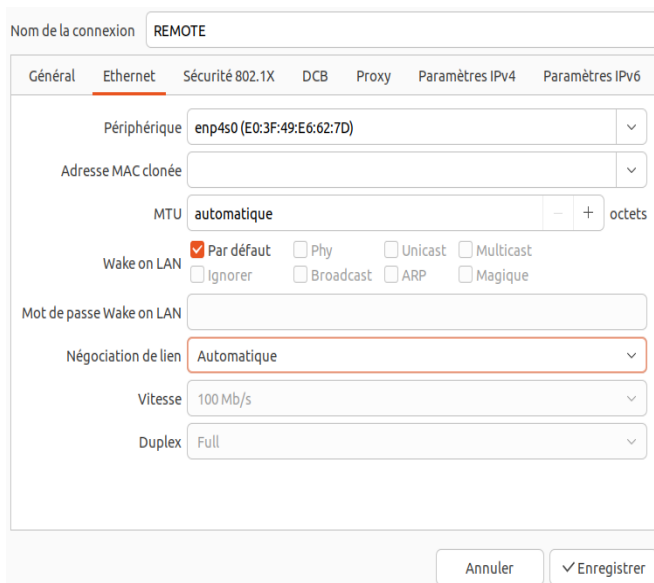 Nom de la connexion REMOTE
Général Ethernet Sécurité 802.1X DCB Proxy Paramètres IPv4 Paramètres IPv6
Périphérique enp4s0 (E0:3F:49:E6:62:7D)
Adresse MAC clonée
MTU automatique − + octets
Wake on LAN
Par défaut Phy Unicast Multicast
Ignorer Broadcast ARP Magique
Mot de passe Wake on LAN
Négociation de lien Automatique
Vitesse 100 Mb/s
Duplex Full
Annuler Enregistrer